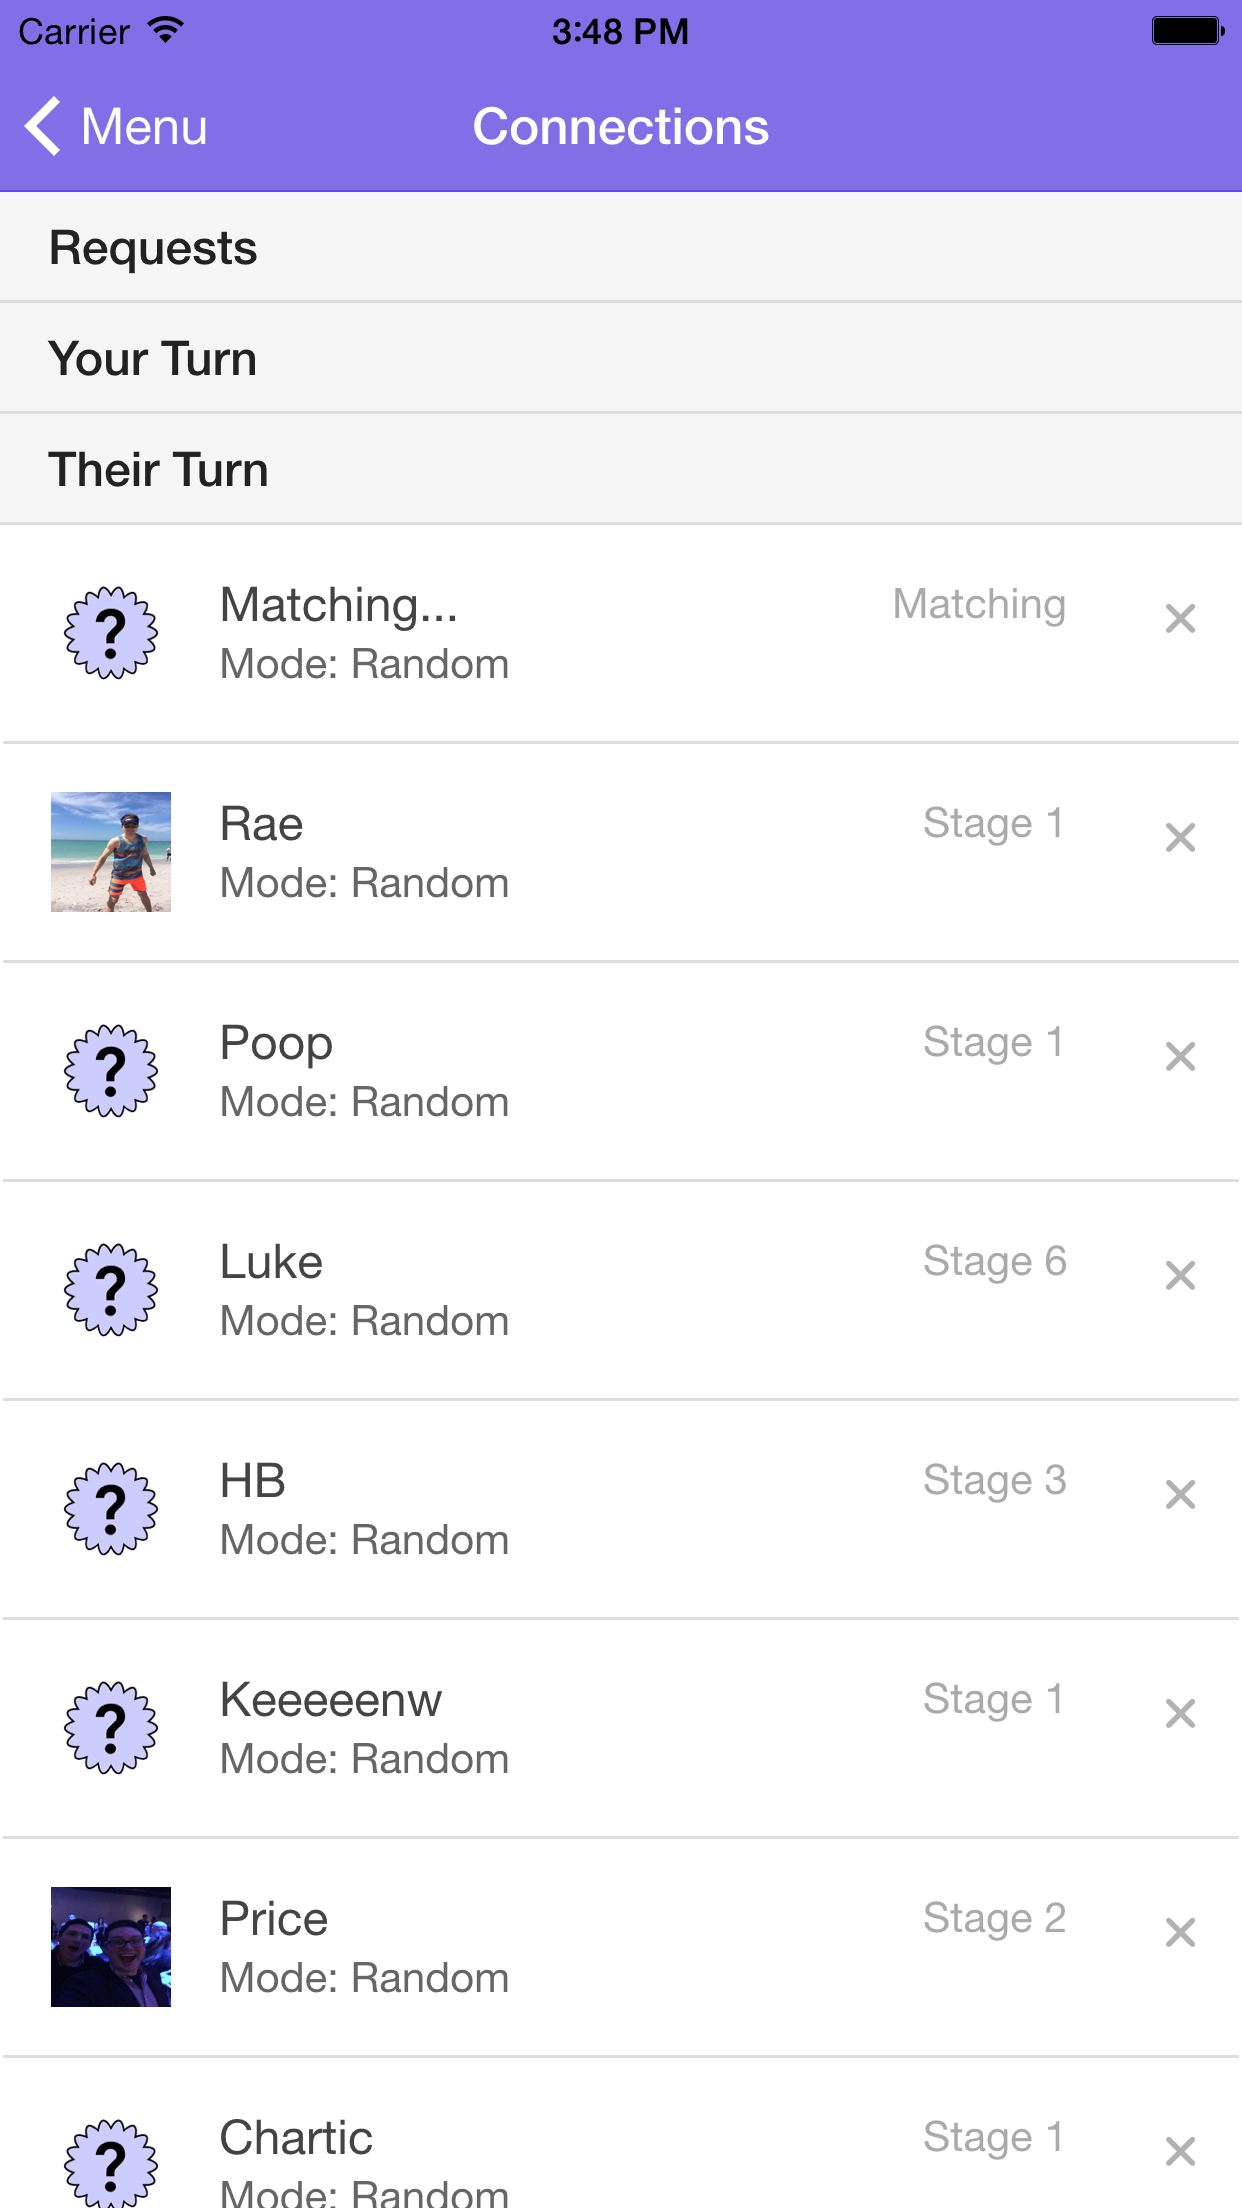 Carrier 3:48 PM
Menu Connections
Requests
Your Turn
Their Turn
Matching... Matching
Mode: Random
Rae Stage 1
Mode: Random
Poop Stage 1
Mode: Random
Luke Stage 6
Mode: Random
HB Stage 3
Mode: Random
Keeeeenw Stage 1
Mode: Random
Price Stage 2
Mode: Random
Chartic Stage 1
Mode: Random